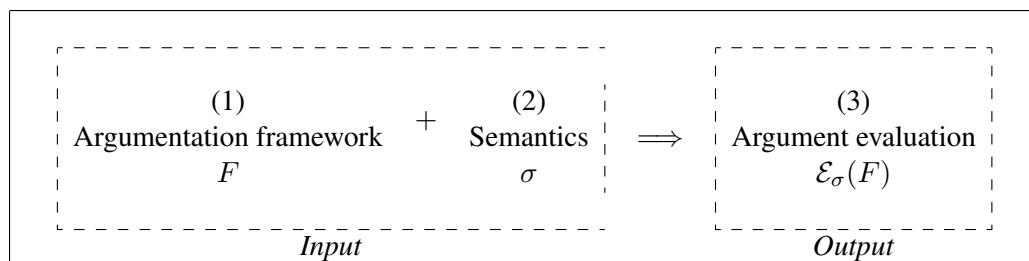 (1) + (2) ⟹ (3)
Argumentation framework Semantics Argument evaluation
F σ ℰσ(F)
Input Output